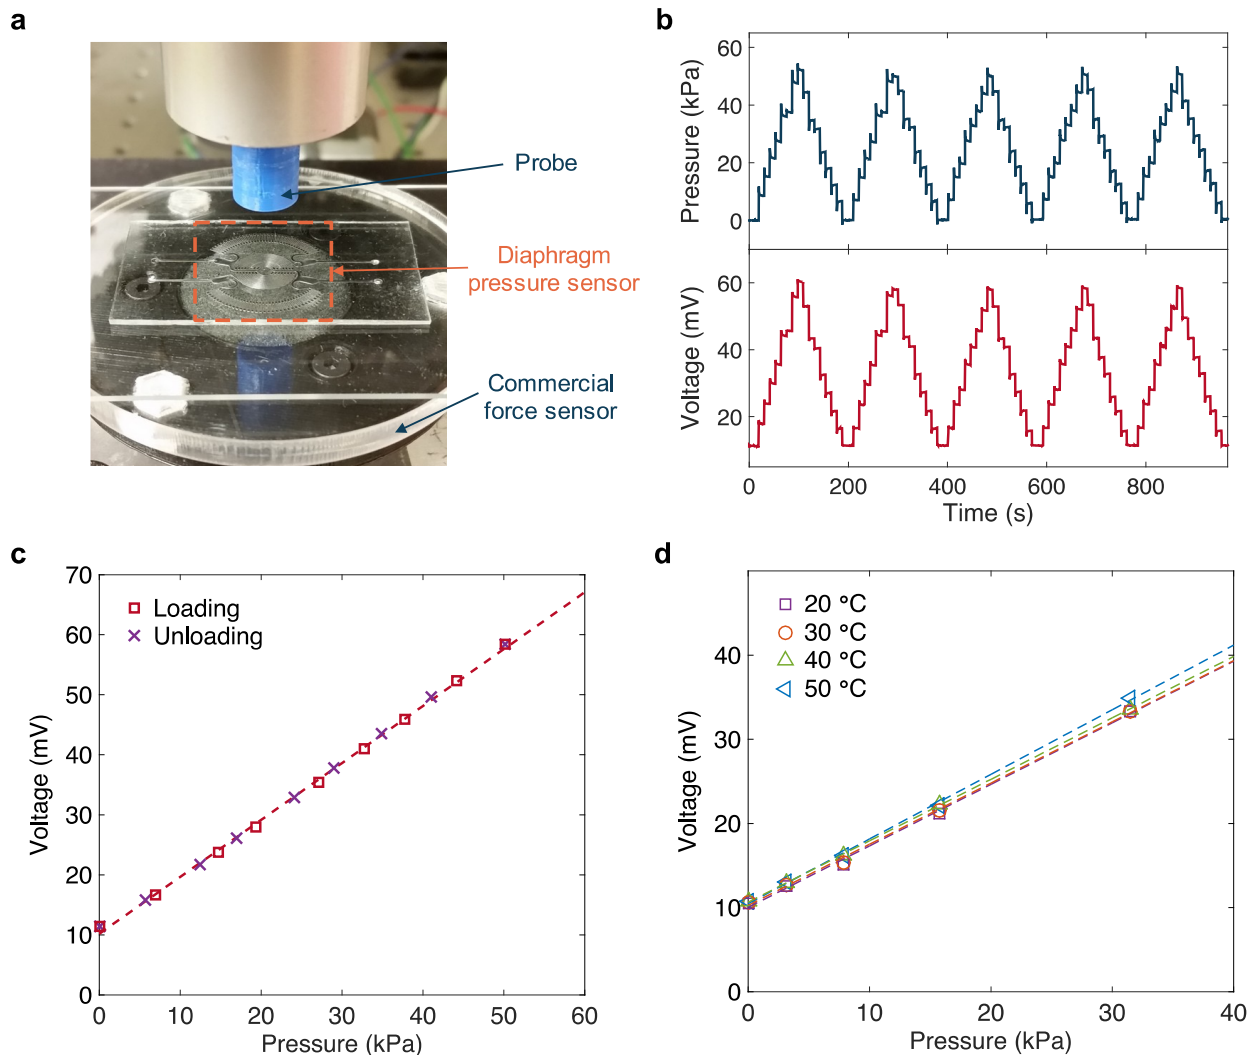 a
Probe
Diaphragm
pressure sensor
Commercial
force sensor
b
Pressure (kPa)
60
40
20
0
Voltage (mV)
60
40
20
0
200
400
600
800
Time (s)
c
Voltage (mV)
70
60
50
40
30
20
10
0
Loading
Unloading
0
10
20
30
40
50
60
Pressure (kPa)
d
Voltage (mV)
40
30
20
10
0
20 °C
30 °C
40 °C
50 °C
0
10
20
30
40
Pressure (kPa)